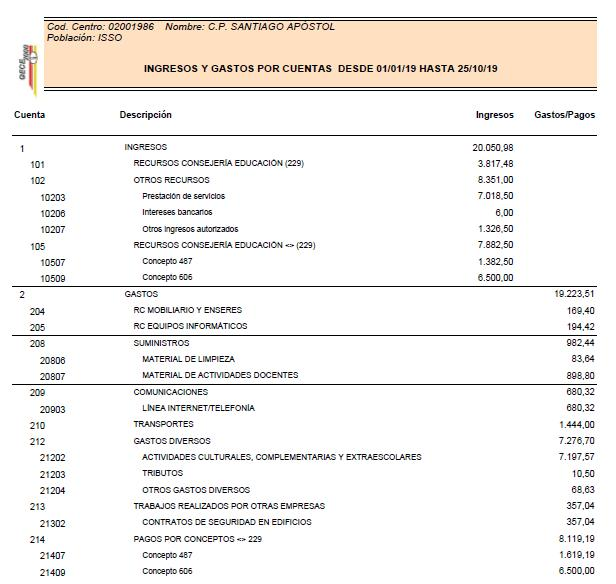 Cod. Centro: 02001986 Nombre: C.P. SANTIAGO APÓSTOL
Población: ISSO
GECE 2000
INGRESOS Y GASTOS POR CUENTAS DESDE 01/01/19 HASTA 25/10/19
Cuenta Descripción Ingresos Gastos/Pagos
1 INGRESOS 20.050,98
101 RECURSOS CONSEJERÍA EDUCACIÓN (229) 3.817,48
102 OTROS RECURSOS 8.351,00
10203 Prestación de servicios 7.018,50
10206 Intereses bancarios 6,00
10207 Otros ingresos autorizados 1.326,50
105 RECURSOS CONSEJERÍA EDUCACIÓN <> (229) 7.882,50
10507 Concepto 487 1.382,50
10509 Concepto 606 6.500,00
2 GASTOS 19.223,51
204 RC MOBILIARIO Y ENSERES 169,40
205 RC EQUIPOS INFORMÁTICOS 194,42
208 SUMINISTROS 982,44
20806 MATERIAL DE LIMPIEZA 83,64
20807 MATERIAL DE ACTIVIDADES DOCENTES 898,80
209 COMUNICACIONES 680,32
20903 LÍNEA INTERNET/TELEFONÍA 680,32
210 TRANSPORTES 1.444,00
212 GASTOS DIVERSOS 7.276,70
21202 ACTIVIDADES CULTURALES, COMPLEMENTARIAS Y EXTRAESCOLARES 7.197,57
21203 TRIBUTOS 10,50
21204 OTROS GASTOS DIVERSOS 68,63
213 TRABAJOS REALIZADOS POR OTRAS EMPRESAS 357,04
21302 CONTRATOS DE SEGURIDAD EN EDIFICIOS 357,04
214 PAGOS POR CONCEPTOS <> 229 8.119,19
21407 Concepto 487 1.619,19
21409 Concepto 606 6.500,00